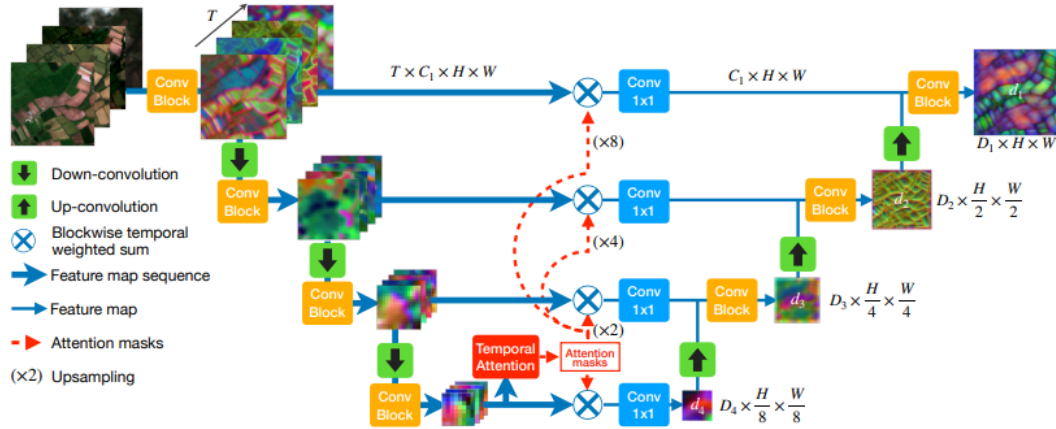 T
Conv
Block
T × C₁ × H × W
Conv
1x1
C₁ × H × W
Conv
Block
d₁
D₁ × H × W
(×8)
Down-convolution
Up-convolution
Blockwise temporal
weighted sum
Feature map sequence
Feature map
Attention masks
(×2) Upsampling
Conv
Block
Conv
1x1
Conv
Block
d₂
D₂ × H/2 × W/2
(×4)
Conv
Block
Conv
1x1
Conv
Block
d₃
D₃ × H/4 × W/4
(×2)
Temporal
Attention
Attention
masks
Conv
Block
Conv
1x1
d₄
D₄ × H/8 × W/8